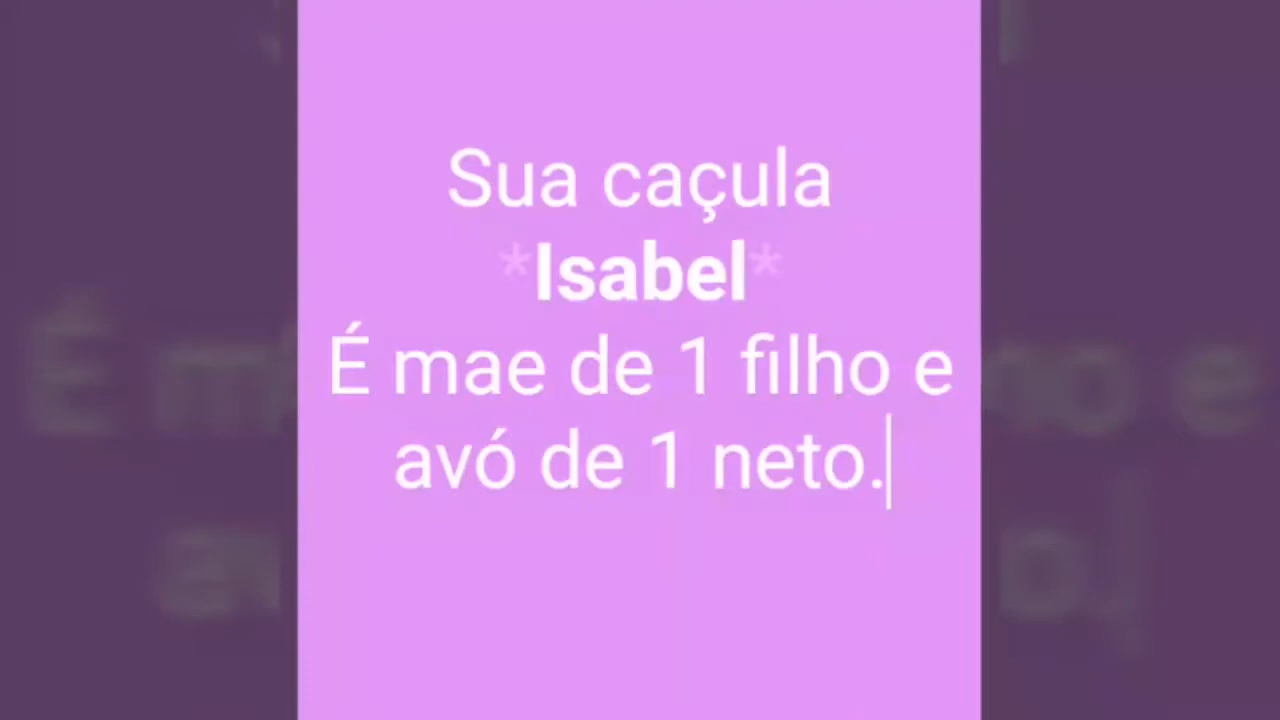 Sua caçula
*Isabel*
É mae de 1 filho e
avó de 1 neto.